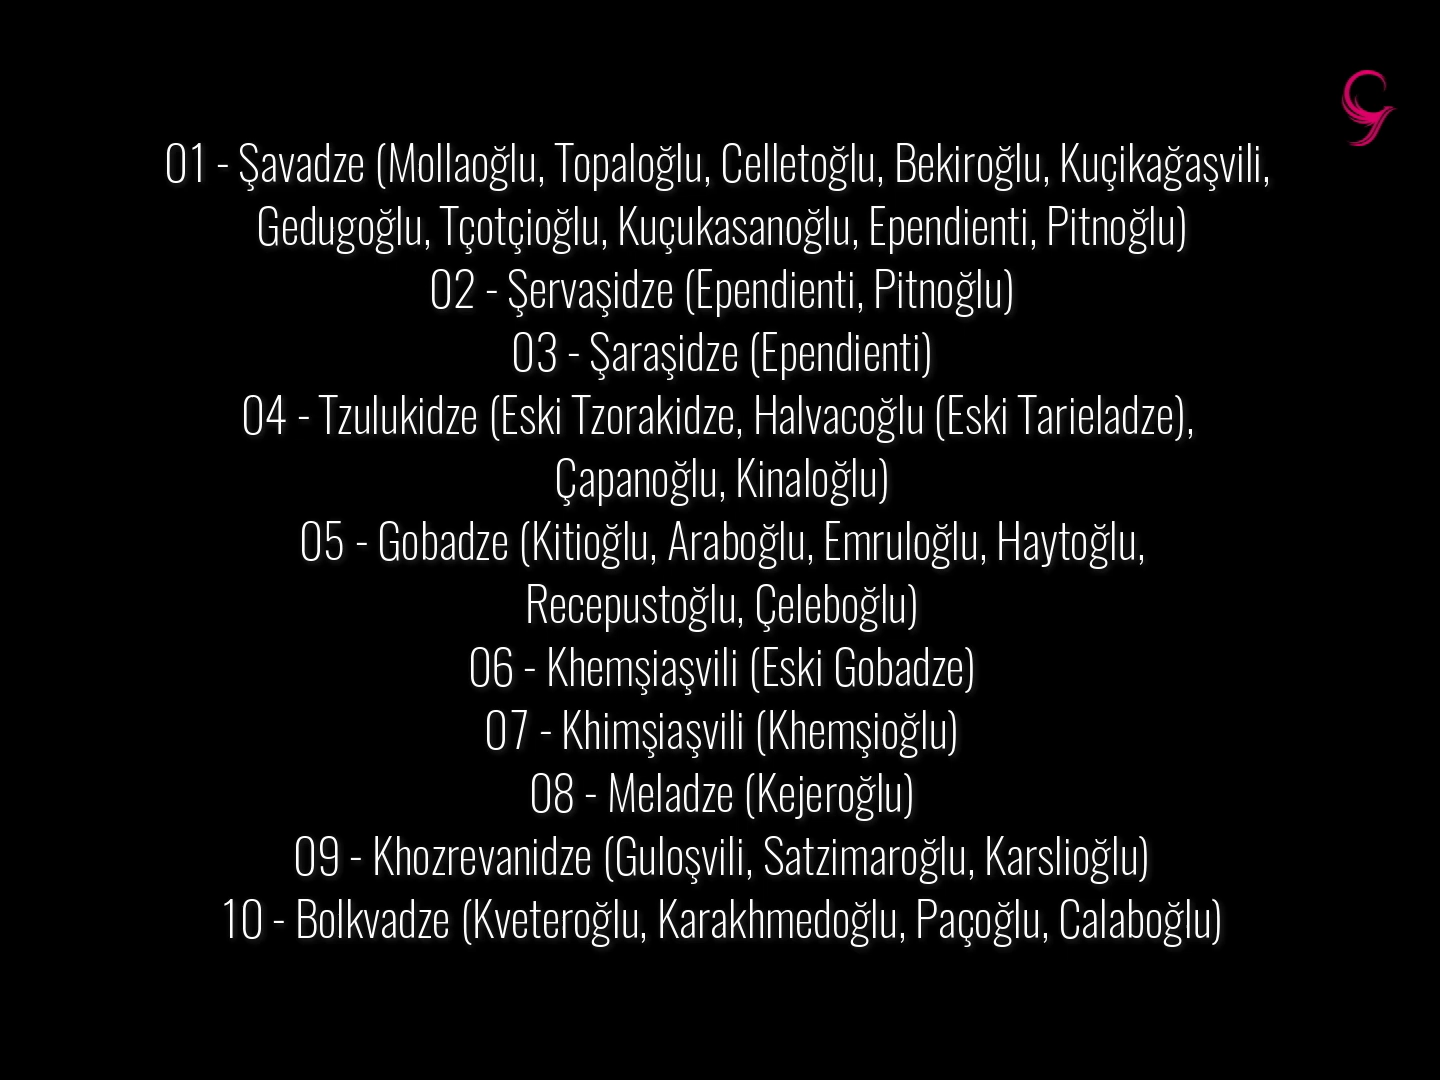 01 - Şavadze (Mollaoğlu, Topaloğlu, Celletoğlu, Bekiroğlu, Kuçikağaşvili,
Gedugoğlu, Tçotçioğlu, Kuçukasanoğlu, Ependienti, Pitnoğlu)
02 - Şervaşidze (Ependienti, Pitnoğlu)
03 - Şaraşidze (Ependienti)
04 - Tzulukidze (Eski Tzorakidze, Halvacoğlu (Eski Tarieladze),
Çapanoğlu, Kinaloğlu)
05 - Gobadze (Kitioğlu, Araboğlu, Emruloğlu, Haytoğlu,
Recepustoğlu, Çeleboğlu)
06 - Khemşiaşvili (Eski Gobadze)
07 - Khimşiaşvili (Khemşioğlu)
08 - Meladze (Kejeroğlu)
09 - Khozrevanidze (Guloşvili, Satzimaroğlu, Karslioğlu)
10 - Bolkvadze (Kveteroğlu, Karakhmedoğlu, Paçoğlu, Calaboğlu)